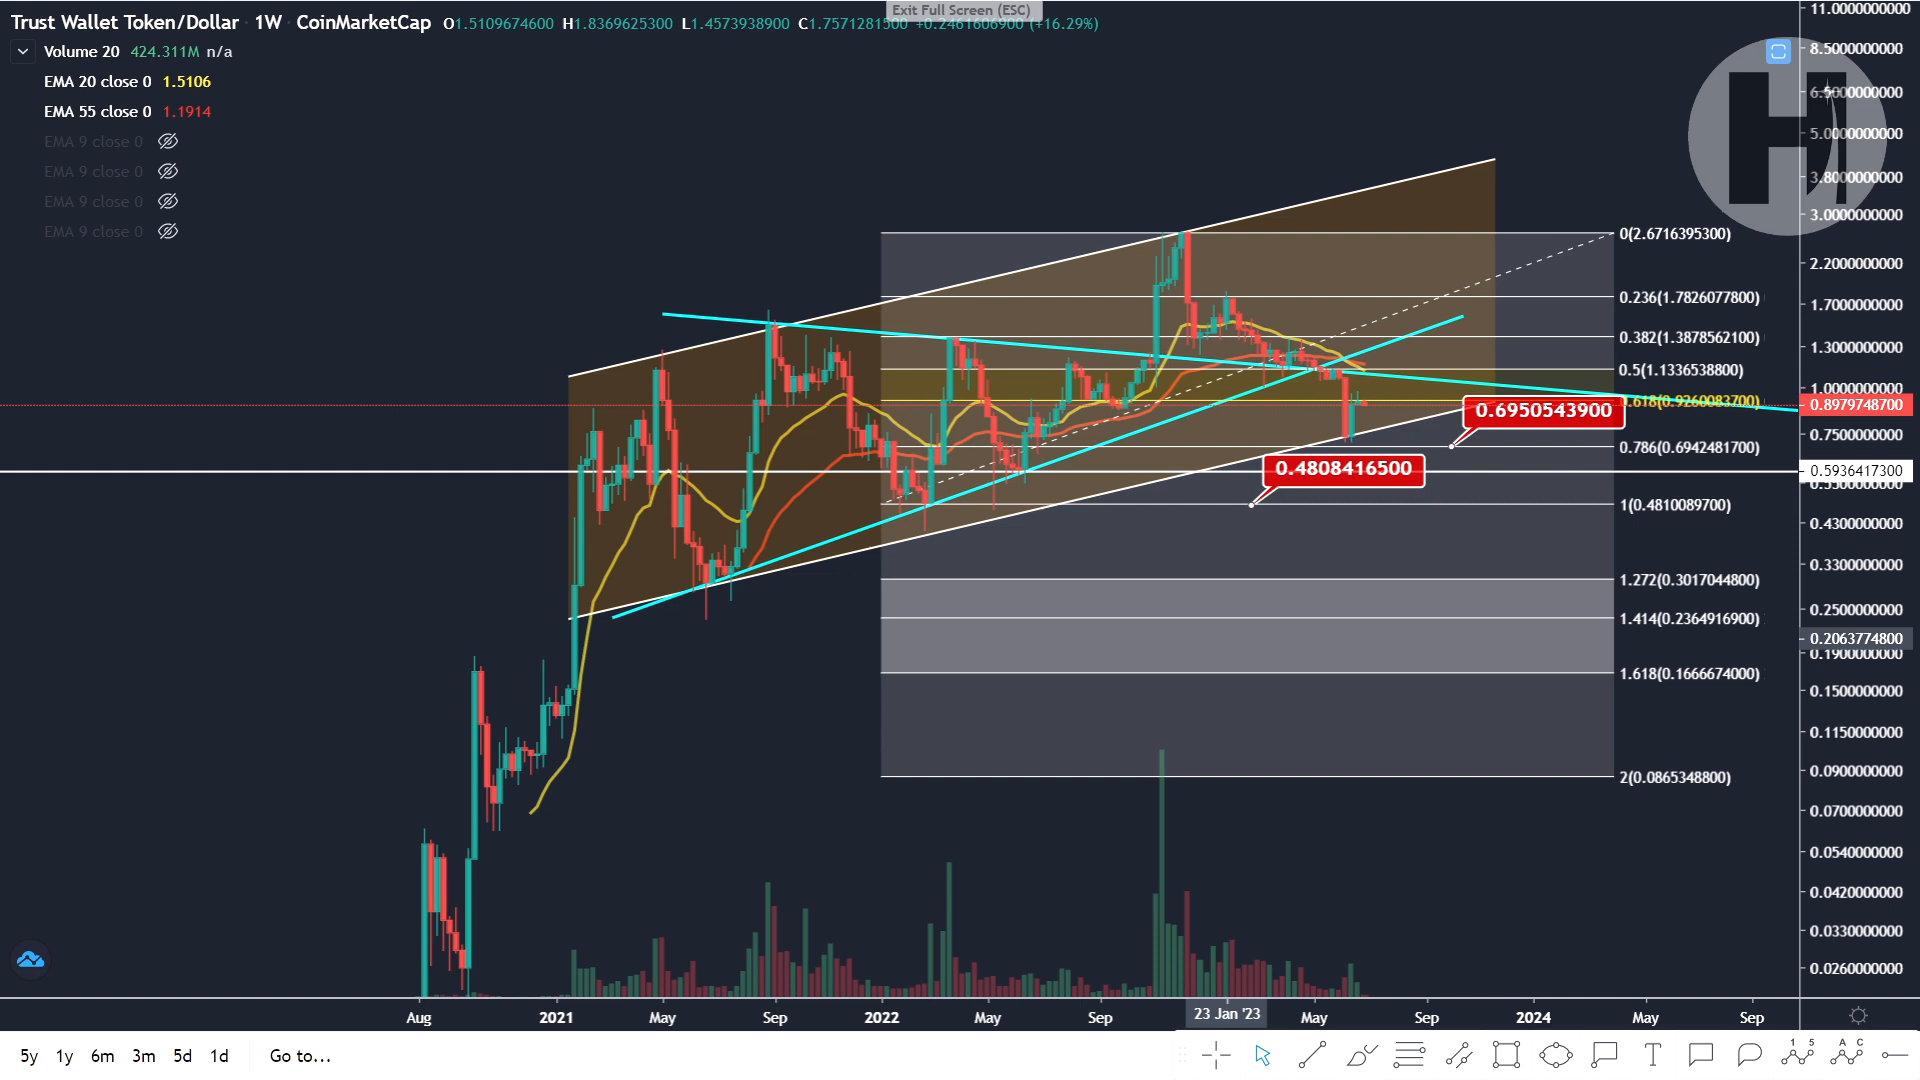 Exit Full Screen (ESC)
Trust Wallet Token/Dollar · 1W · CoinMarketCap O1.5109674600 H1.8369625300 L1.4573938900 C1.7571281500 +0.2461606900 (+16.29%)
Volume 20 424.311M n/a
EMA 20 close 0 1.5106
EMA 55 close 0 1.1914
EMA 9 close 0
EMA 9 close 0
EMA 9 close 0
EMA 9 close 0
H
11.0000000000
8.5000000000
6.5000000000
5.0000000000
3.8000000000
3.0000000000
2.2000000000
1.7000000000
1.3000000000
1.0000000000
0.8979748700
0.7500000000
0.5936417300
0.5500000000
0.4300000000
0.3300000000
0.2500000000
0.2063774800
0.1900000000
0.1500000000
0.1150000000
0.0900000000
0.0700000000
0.0540000000
0.0420000000
0.0330000000
0.0260000000
0(2.6716395300)
0.236(1.7826077800)
0.382(1.3878562100)
0.5(1.1336538800)
0.618(0.9260083700)
0.6950543900
0.786(0.6942481700)
0.4808416500
1(0.4810089700)
1.272(0.3017044800)
1.414(0.2364916900)
1.618(0.1666674000)
2(0.0865348800)
Aug 2021 May Sep 2022 May Sep 23 Jan '23 May Sep 2024 May Sep
5y 1y 6m 3m 5d 1d Go to...
T
1 5
A C